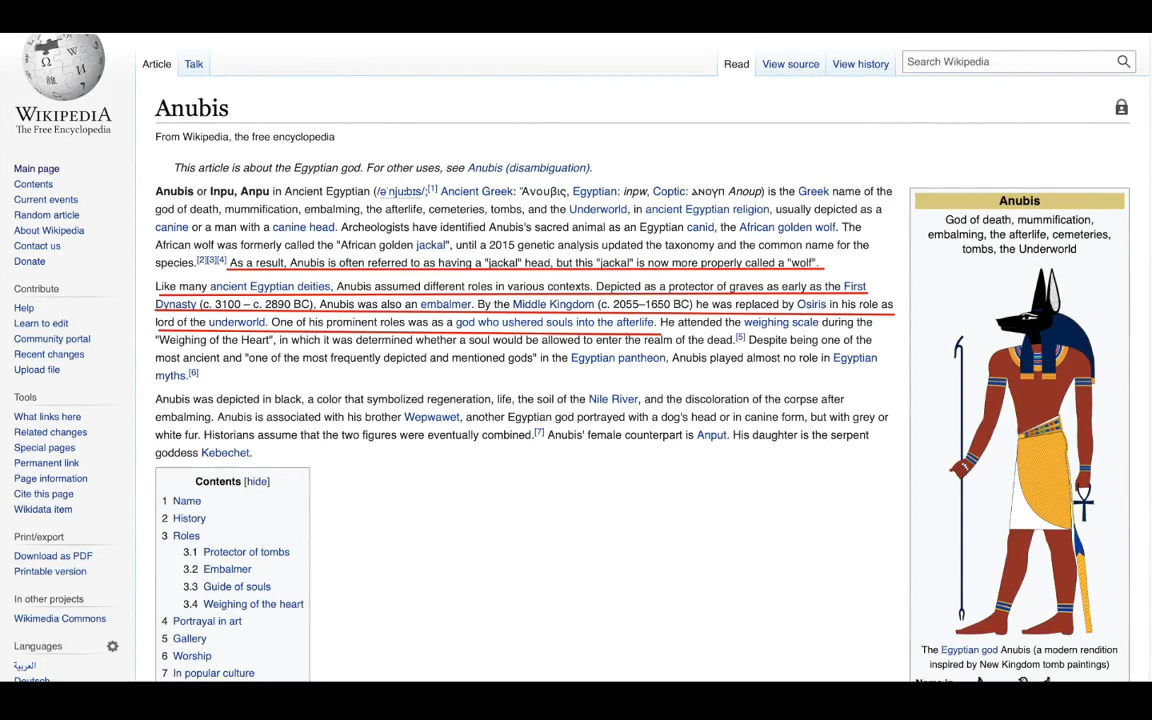 WIKIPEDIA
The Free Encyclopedia
Main page
Contents
Current events
Random article
About Wikipedia
Contact us
Donate
Contribute
Help
Learn to edit
Community portal
Recent changes
Upload file
Tools
What links here
Related changes
Special pages
Permanent link
Page information
Cite this page
Wikidata item
Print/export
Download as PDF
Printable version
In other projects
Wikimedia Commons
Languages
العربية
Deutsch
Article Talk
Read View source View history
Search Wikipedia
Anubis
From Wikipedia, the free encyclopedia
This article is about the Egyptian god. For other uses, see Anubis (disambiguation).
Anubis or Inpu, Anpu in Ancient Egyptian (/əˈnjuːbɪs/;[1] Ancient Greek: Ἄνουβις, Egyptian: inpw, Coptic: ⲁⲛⲟⲩⲡ Anoup) is the Greek name of the
god of death, mummification, embalming, the afterlife, cemeteries, tombs, and the Underworld, in ancient Egyptian religion, usually depicted as a
canine or a man with a canine head. Archeologists have identified Anubis's sacred animal as an Egyptian canid, the African golden wolf. The
African wolf was formerly called the "African golden jackal", until a 2015 genetic analysis updated the taxonomy and the common name for the
species.[2][3][4] As a result, Anubis is often referred to as having a "jackal" head, but this "jackal" is now more properly called a "wolf".
Like many ancient Egyptian deities, Anubis assumed different roles in various contexts. Depicted as a protector of graves as early as the First
Dynasty (c. 3100 – c. 2890 BC), Anubis was also an embalmer. By the Middle Kingdom (c. 2055–1650 BC) he was replaced by Osiris in his role as
lord of the underworld. One of his prominent roles was as a god who ushered souls into the afterlife. He attended the weighing scale during the
"Weighing of the Heart", in which it was determined whether a soul would be allowed to enter the realm of the dead.[5] Despite being one of the
most ancient and "one of the most frequently depicted and mentioned gods" in the Egyptian pantheon, Anubis played almost no role in Egyptian
myths.[6]
Anubis was depicted in black, a color that symbolized regeneration, life, the soil of the Nile River, and the discoloration of the corpse after
embalming. Anubis is associated with his brother Wepwawet, another Egyptian god portrayed with a dog's head or in canine form, but with grey or
white fur. Historians assume that the two figures were eventually combined.[7] Anubis' female counterpart is Anput. His daughter is the serpent
goddess Kebechet.
Contents [hide]
1 Name
2 History
3 Roles
3.1 Protector of tombs
3.2 Embalmer
3.3 Guide of souls
3.4 Weighing of the heart
4 Portrayal in art
5 Gallery
6 Worship
7 In popular culture
Anubis
God of death, mummification,
embalming, the afterlife, cemeteries,
tombs, the Underworld
The Egyptian god Anubis (a modern rendition
inspired by New Kingdom tomb paintings)